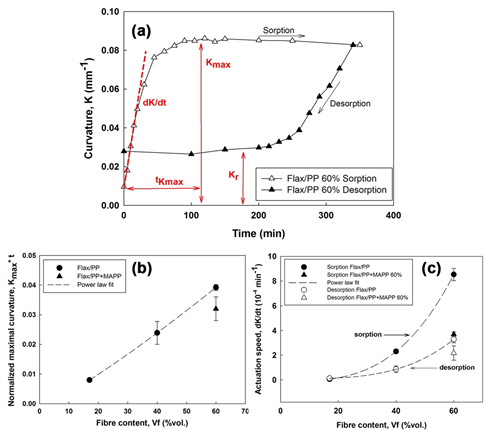 (a)
Sorption
Kmax
dK/dt
Desorption
tKmax
Kr
Flax/PP 60% Sorption
Flax/PP 60% Desorption
0.10
0.08
0.06
0.04
0.02
0.00
0 100 200 300 400
Curvature, K (mm⁻¹)
Time (min)
(b)
Flax/PP
Flax/PP+MAPP
Power law fit
0.05
0.04
0.03
0.02
0.01
0.00
0 10 20 30 40 50 60 70
Normalized maximal curvature, Kmax* t
Fibre content, Vf (%vol.)
(c)
Sorption Flax/PP
Sorption Flax/PP+MAPP 60%
Power law fit
Desorption Flax/PP
Desorption Flax/PP+MAPP 60%
sorption
desorption
10
8
6
4
2
0
10 20 30 40 50 60 70
Actuation speed, dK/dt (10⁻⁴ min⁻¹)
Fibre content, Vf (%vol.)